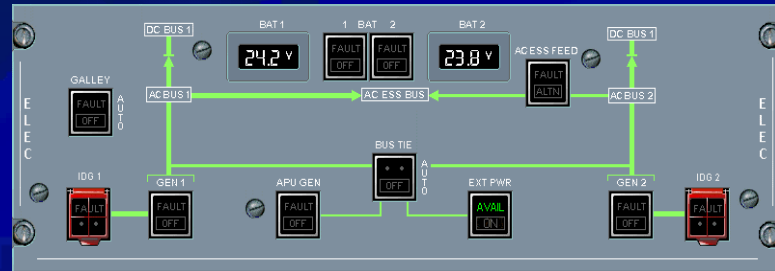 DC BUS 1
BAT 1
1 BAT 2
BAT 2
DC BUS 1
24.2 V
FAULT
OFF
FAULT
OFF
23.8 V
AC ESS FEED
FAULT
ALTN
GALLEY
FAULT
OFF
AUTO
AC BUS 1
AC ESS BUS
AC BUS 2
ELEC
ELEC
BUS TIE
OFF
AUTO
IDG 1
FAULT
GEN 1
FAULT
OFF
APU GEN
FAULT
OFF
EXT PWR
AVAIL
ON
GEN 2
FAULT
OFF
IDG 2
FAULT